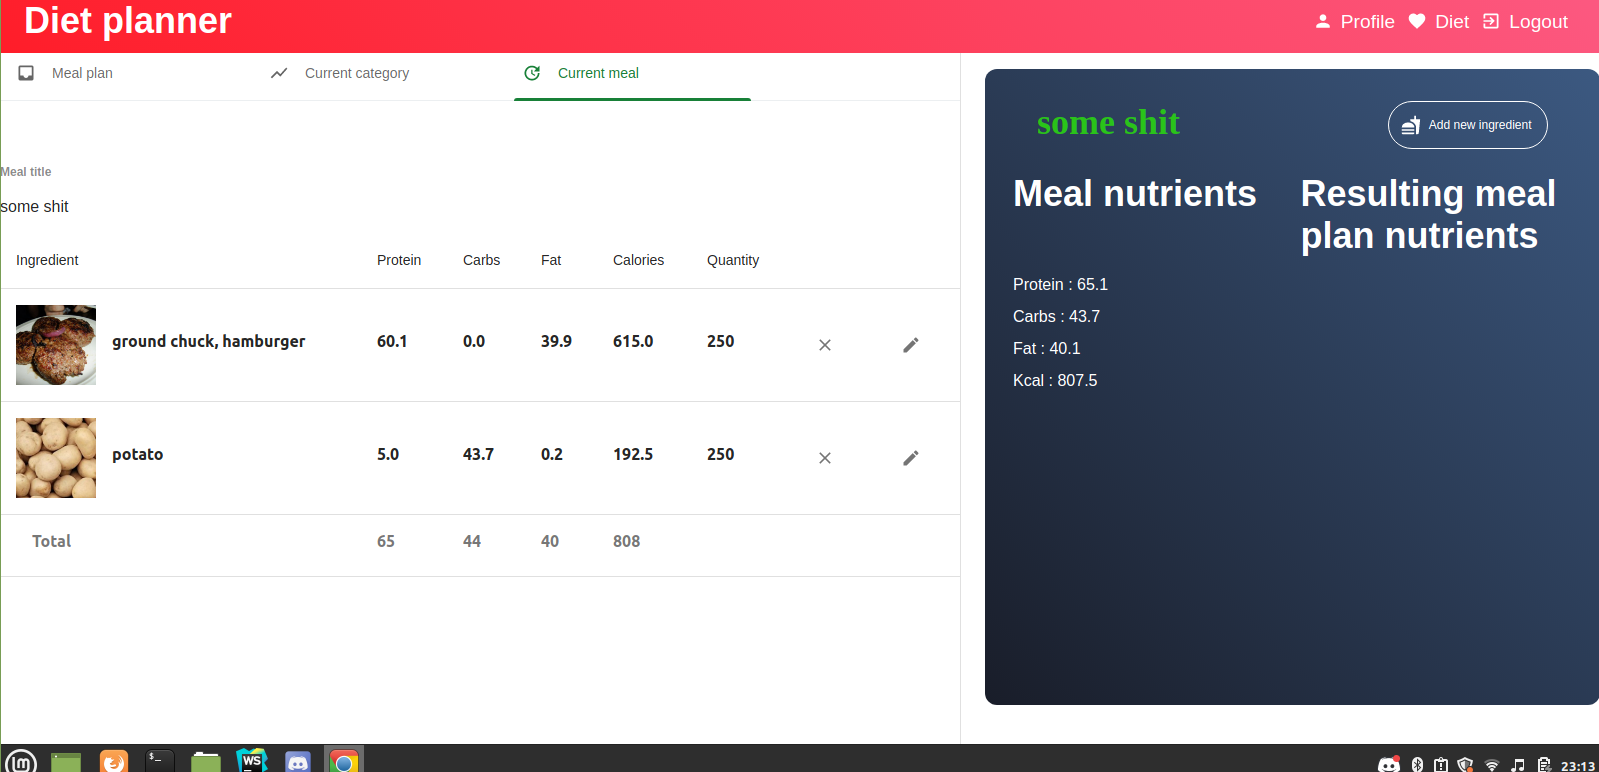 Diet planner
Profile Diet Logout
Meal plan
Current category
Current meal
Meal title
some shit
Ingredient Protein Carbs Fat Calories Quantity
ground chuck, hamburger 60.1 0.0 39.9 615.0 250
potato 5.0 43.7 0.2 192.5 250
Total 65 44 40 808
some shit
Add new ingredient
Meal nutrients
Resulting meal
plan nutrients
Protein : 65.1
Carbs : 43.7
Fat : 40.1
Kcal : 807.5
$_
WS
23:13